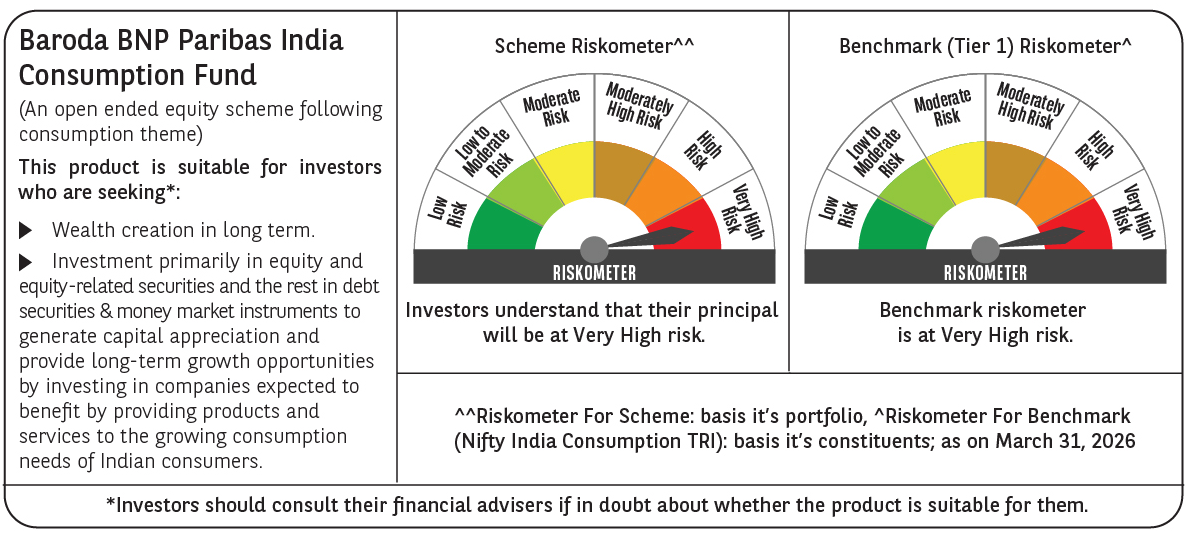 Baroda BNP Paribas India
Consumption Fund
(An open ended equity scheme following
consumption theme)
This product is suitable for investors
who are seeking*:
▶ Wealth creation in long term.
▶ Investment primarily in equity and
equity-related securities and the rest in debt
securities & money market instruments to
generate capital appreciation and
provide long-term growth opportunities
by investing in companies expected to
benefit by providing products and
services to the growing consumption
needs of Indian consumers.
Scheme Riskometer^^
Low
Risk
Low to
Moderate
Risk
Moderate
Risk
Moderately
High Risk
High
Risk
Very High
Risk
RISKOMETER
Investors understand that their principal
will be at Very High risk.
Benchmark (Tier 1) Riskometer^
Low
Risk
Low to
Moderate
Risk
Moderate
Risk
Moderately
High Risk
High
Risk
Very High
Risk
RISKOMETER
Benchmark riskometer
is at Very High risk.
^^Riskometer For Scheme: basis it's portfolio, ^Riskometer For Benchmark
(Nifty India Consumption TRI): basis it's constituents; as on March 31, 2026
*Investors should consult their financial advisers if in doubt about whether the product is suitable for them.